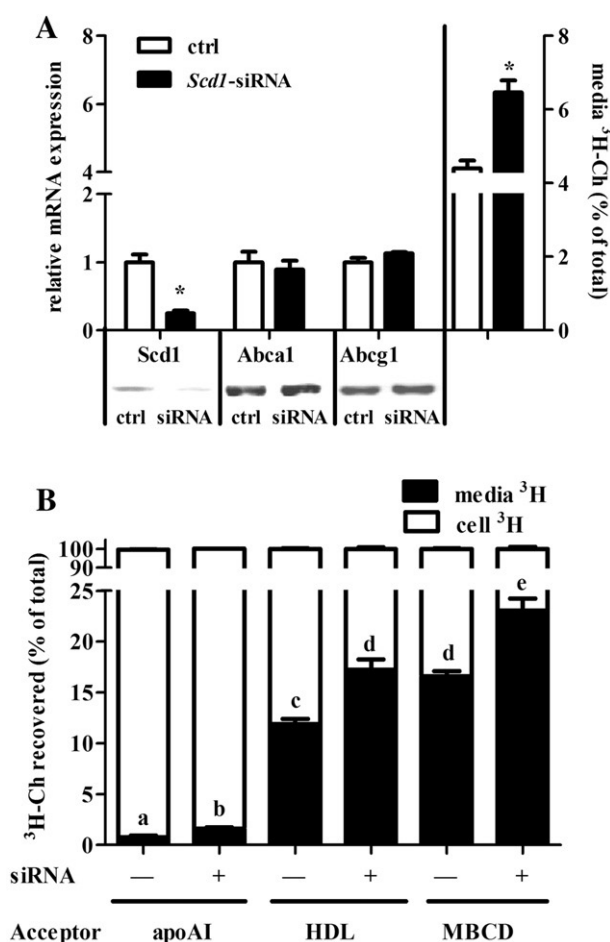 A
ctrl
Scd1-siRNA
relative mRNA expression
8
6
4
2
1
0
*
*
media ³H-Ch (% of total)
8
6
4
2
0
Scd1 Abca1 Abcg1
ctrl siRNA ctrl siRNA ctrl siRNA
B
media ³H
cell ³H
³H-Ch recovered (% of total)
100
90
25
20
15
10
5
0
a b c d d e
siRNA — + — + — +
Acceptor apoAI HDL MBCD